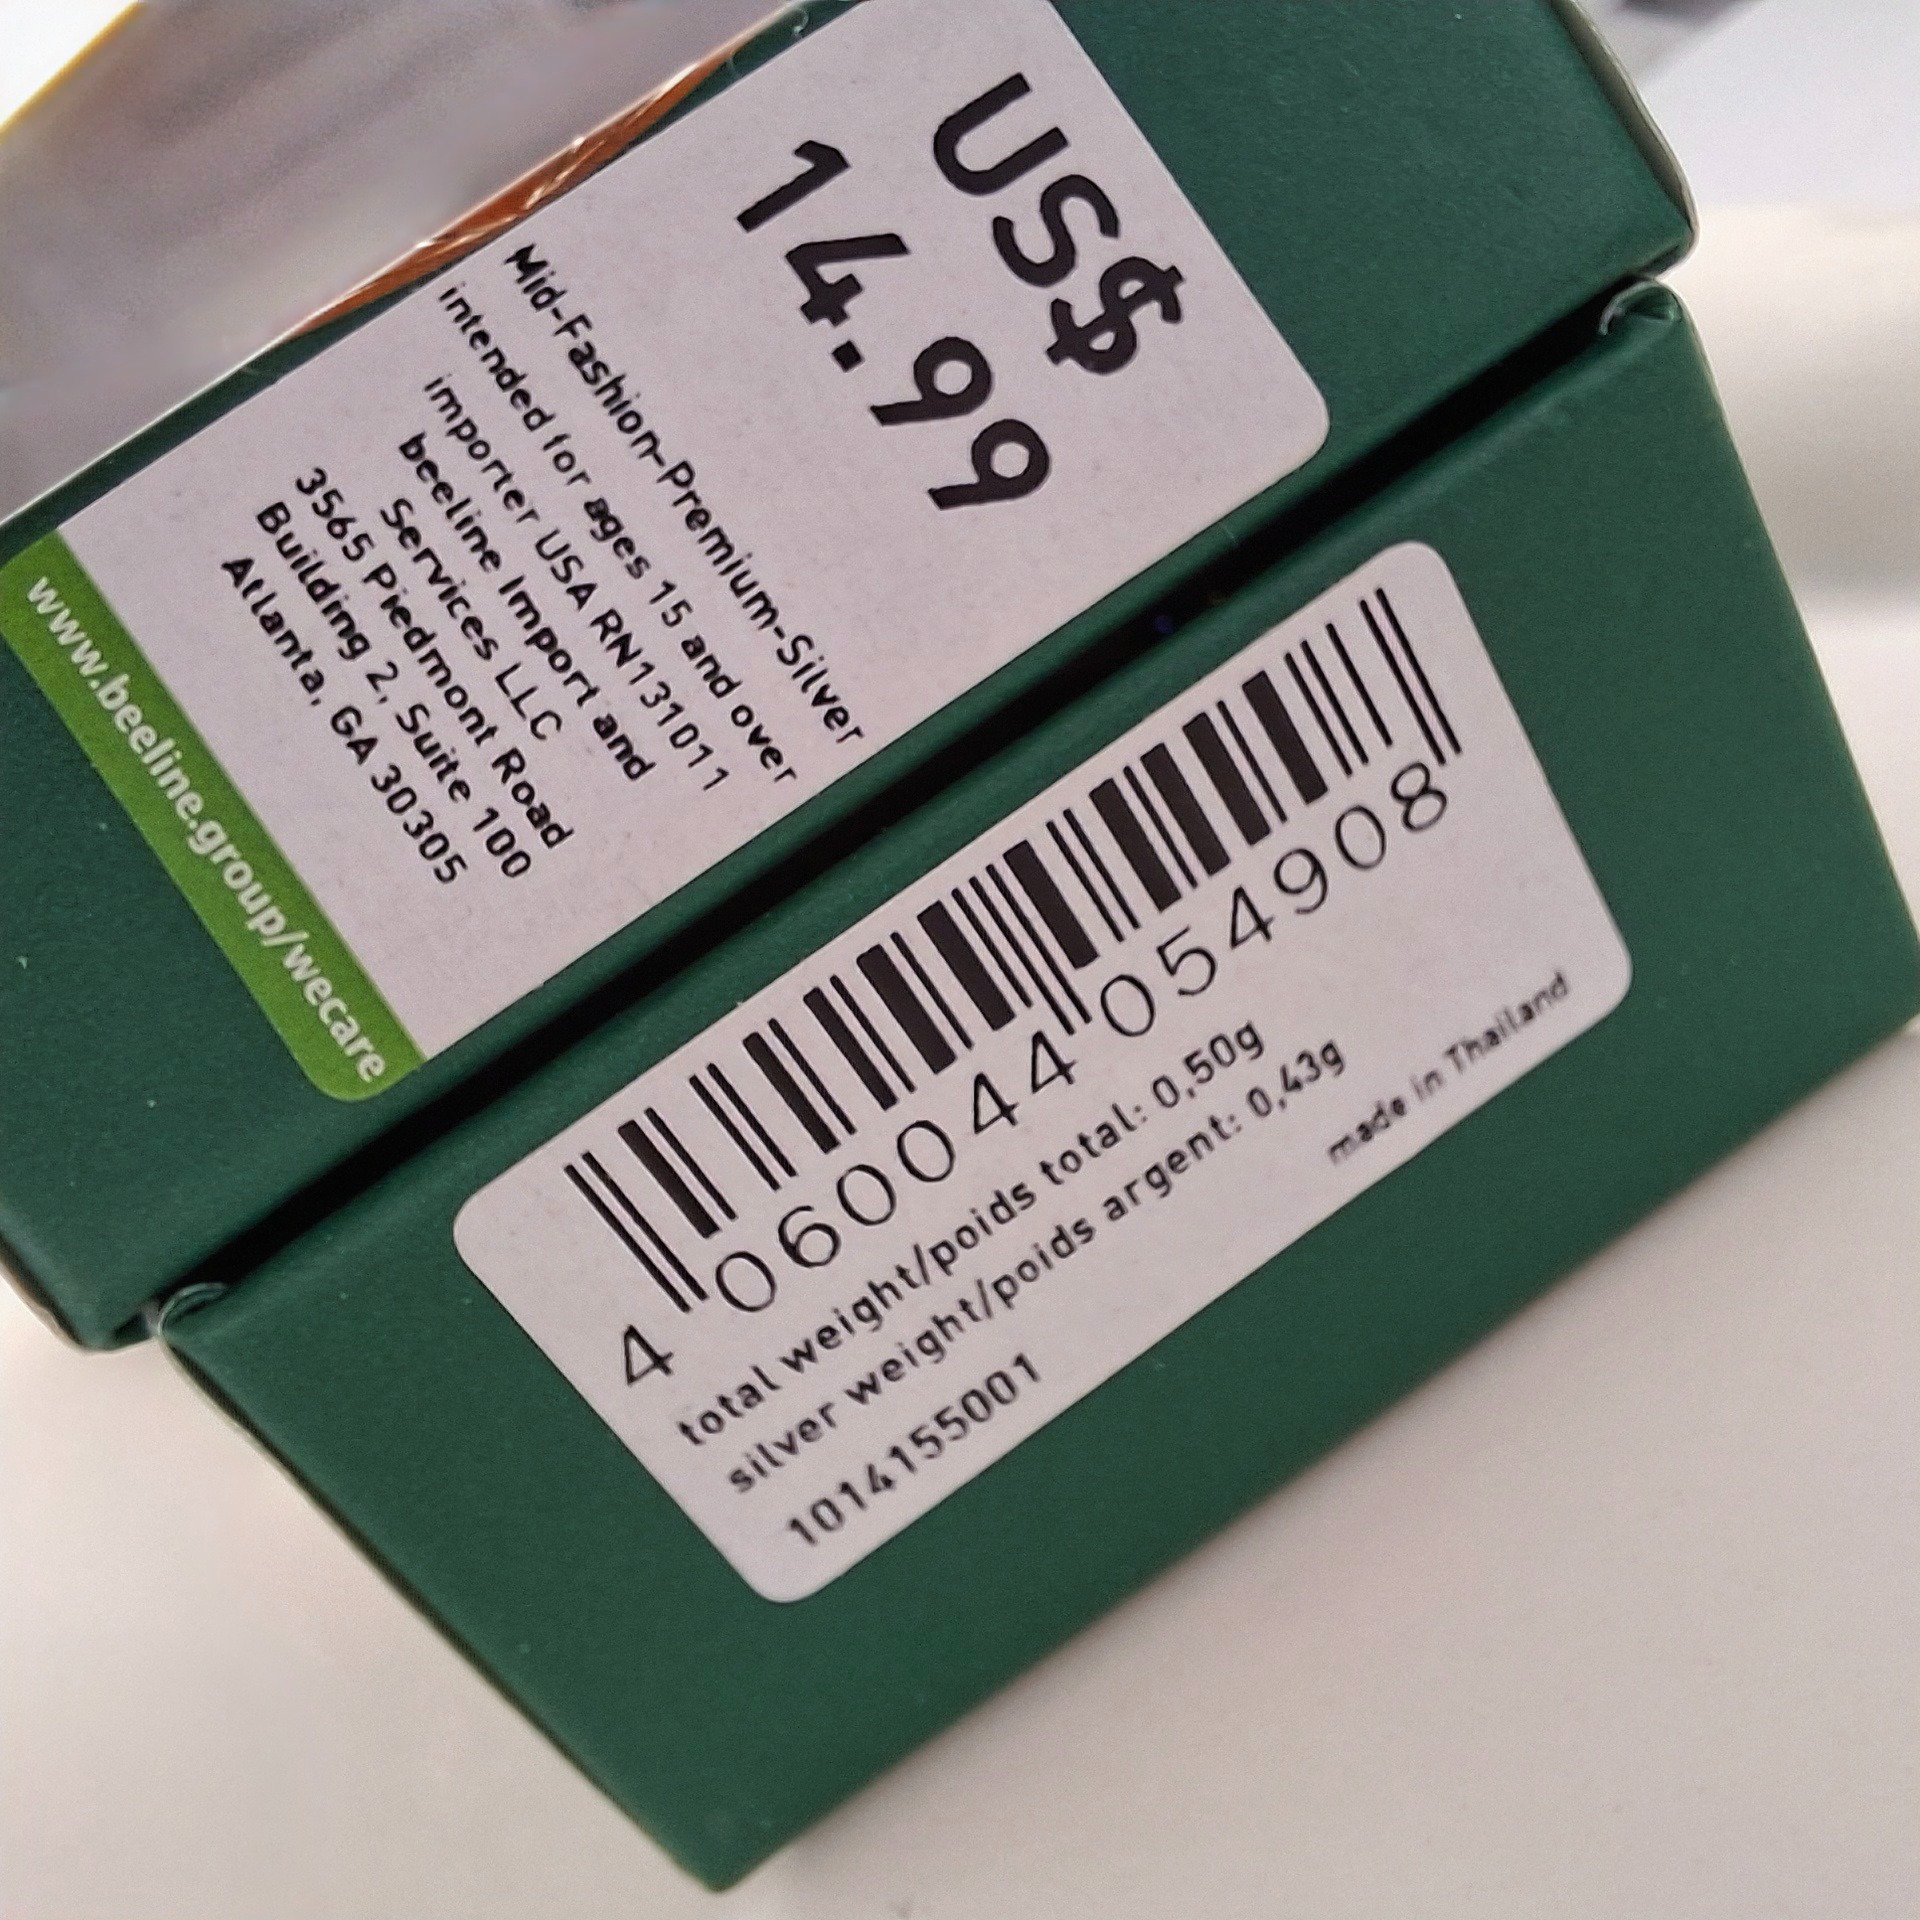 US$
14.99
Mid-Fashion-Premium-Silver
intended for ages 15 and over
importer USA RN131011
beeline Import and
Services LLC
3565 Piedmont Road
Building 2, Suite 100
Atlanta, GA 30305
www.beeline.group/wecare
4 060044 054908
total weight/poids total: 0,50g
silver weight/poids argent: 0,43g
1014155001
made in Thailand